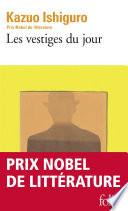 Kazuo Ishiguro
Prix Nobel de littérature
Les vestiges du jour
PRIX NOBEL
DE LITTÉRATURE
folio